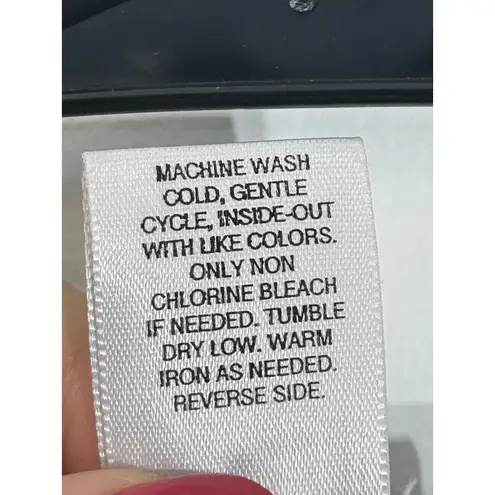 MACHINE WASH
COLD, GENTLE
CYCLE, INSIDE-OUT
WITH LIKE COLORS.
ONLY NON
CHLORINE BLEACH
IF NEEDED. TUMBLE
DRY LOW. WARM
IRON AS NEEDED.
REVERSE SIDE.